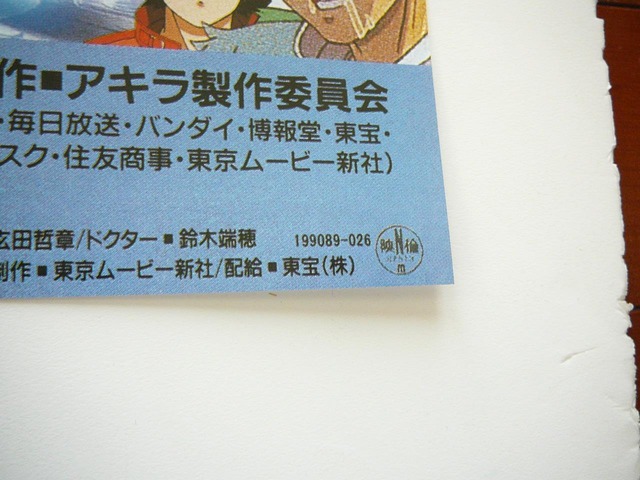 作■アキラ製作委員会
・毎日放送・バンダイ・博報堂・東宝・
スク・住友商事・東京ムービー新社)
玄田哲章/ドクター■鈴木端穂 199089-026
制作■東京ムービー新社/配給■東宝(株)
映N倫
m